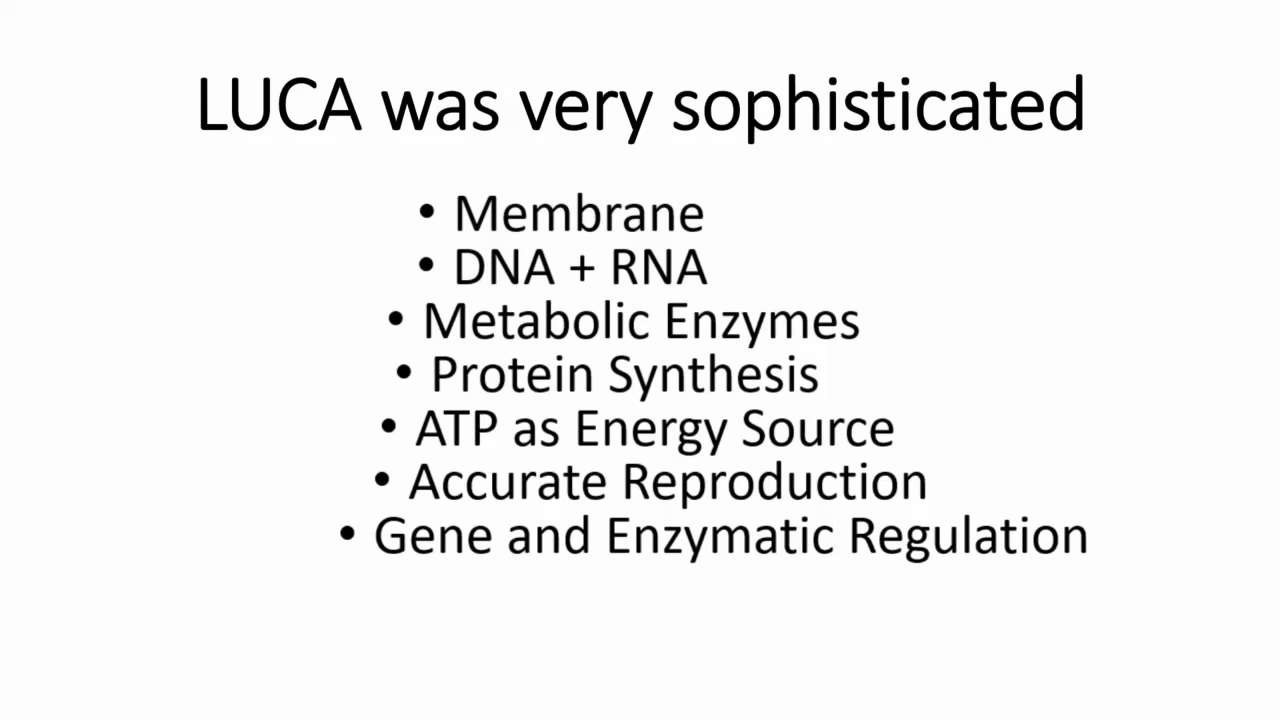 LUCA was very sophisticated
• Membrane
• DNA + RNA
• Metabolic Enzymes
• Protein Synthesis
• ATP as Energy Source
• Accurate Reproduction
• Gene and Enzymatic Regulation